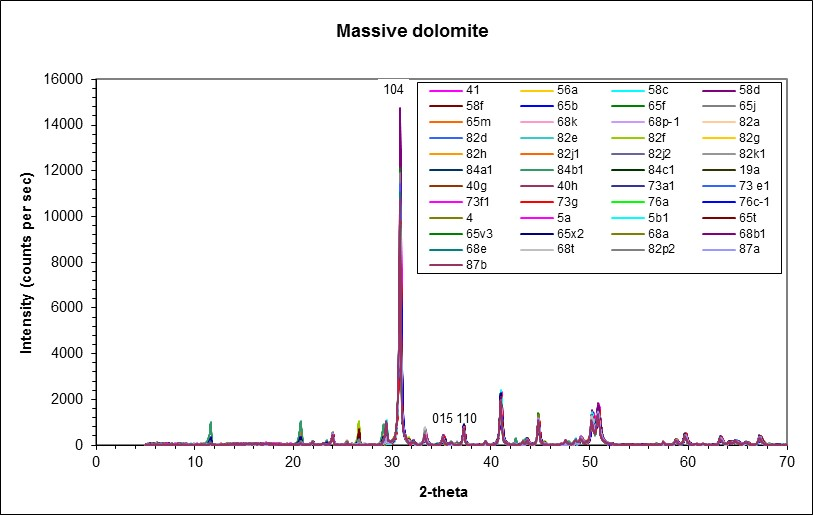 Massive dolomite
16000
14000
12000
10000
8000
6000
4000
2000
0
Intensity (counts per sec)
104
41 56a 58c 58d
58f 65b 65f 65j
65m 68k 68p-1 82a
82d 82e 82f 82g
82h 82j1 82j2 82k1
84a1 84b1 84c1 19a
40g 40h 73a1 73 e1
73f1 73g 76a 76c-1
4 5a 5b1 65t
65v3 65x2 68a 68b1
68e 68t 82p2 87a
87b
015 110
0 10 20 30 40 50 60 70
2-theta